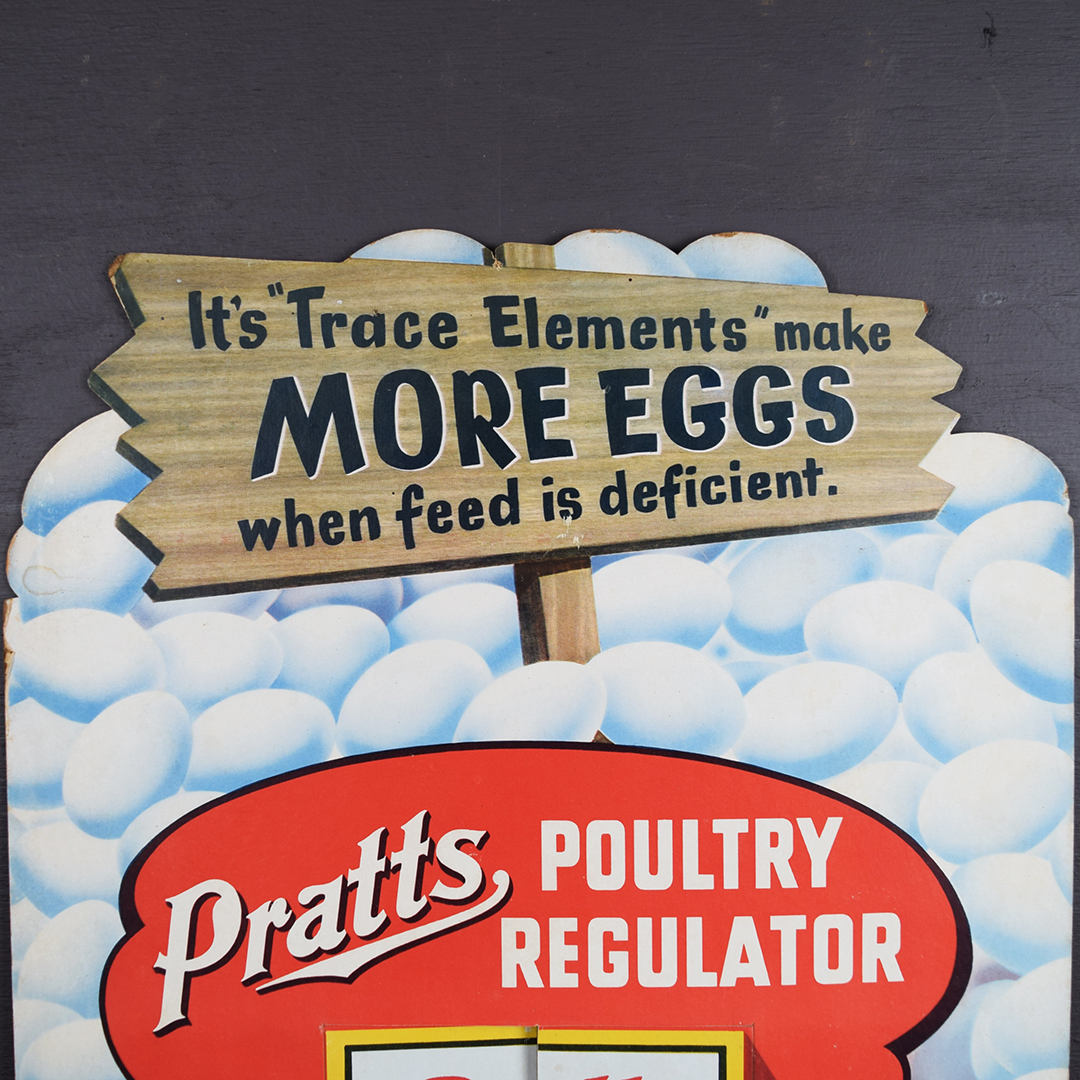 It's "Trace Elements" make
MORE EGGS
when feed is deficient.
Pratts POULTRY
REGULATOR